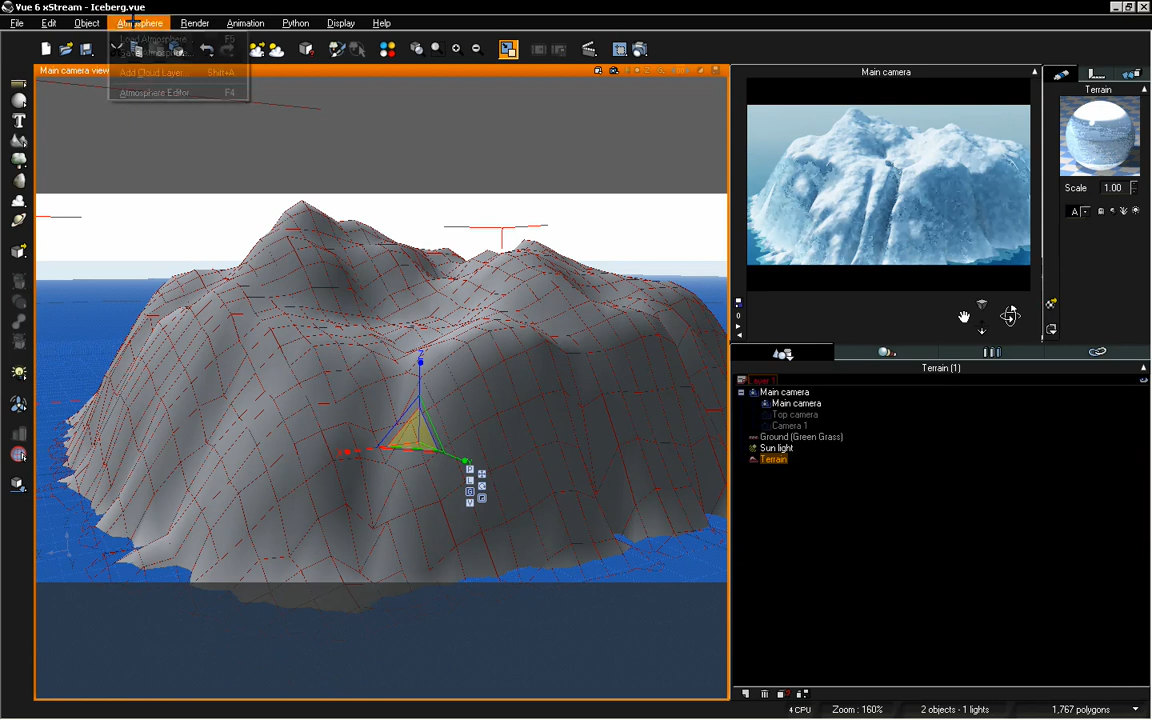 Vue 6 xStream - Iceberg.vue
File Edit Object Atmosphere Render Animation Python Display Help
Load Atmosphere... F5
Add Cloud Layer... Shift+A
Atmosphere Editor F4
Main camera view
Main camera
Terrain
Scale 1.00
A
0
Terrain (1)
Layer 1
Main camera
Main camera
Top camera
Camera 1
Ground (Green Grass)
Sun light
Terrain
Z
P
L
G
V
4 CPU Zoom : 160% 2 objects - 1 lights 1,767 polygons